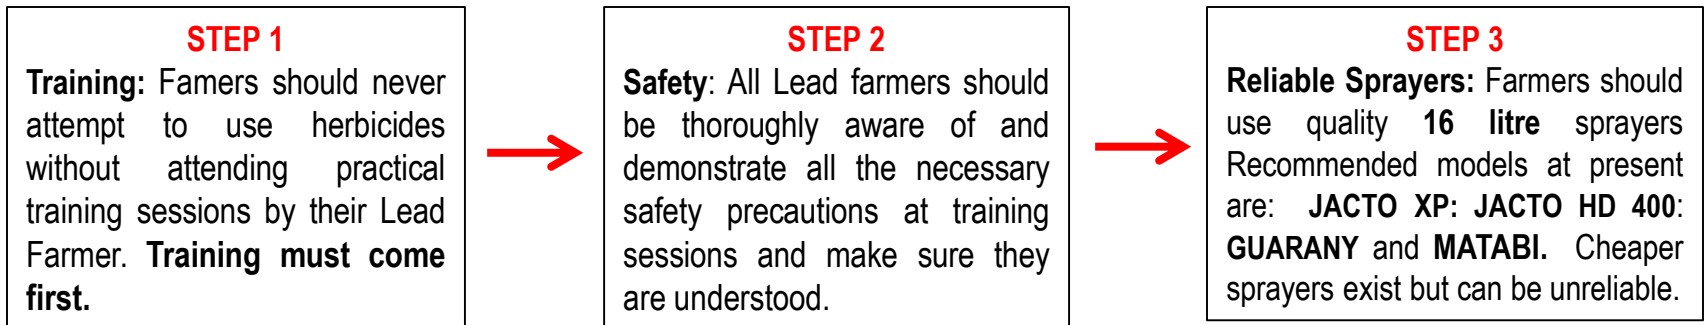 STEP 1
Training: Famers should never
attempt to use herbicides
without attending practical
training sessions by their Lead
Farmer. Training must come
first.
STEP 2
Safety: All Lead farmers should
be thoroughly aware of and
demonstrate all the necessary
safety precautions at training
sessions and make sure they
are understood.
STEP 3
Reliable Sprayers: Farmers should
use quality 16 litre sprayers
Recommended models at present
are: JACTO XP: JACTO HD 400:
GUARANY and MATABI. Cheaper
sprayers exist but can be unreliable.